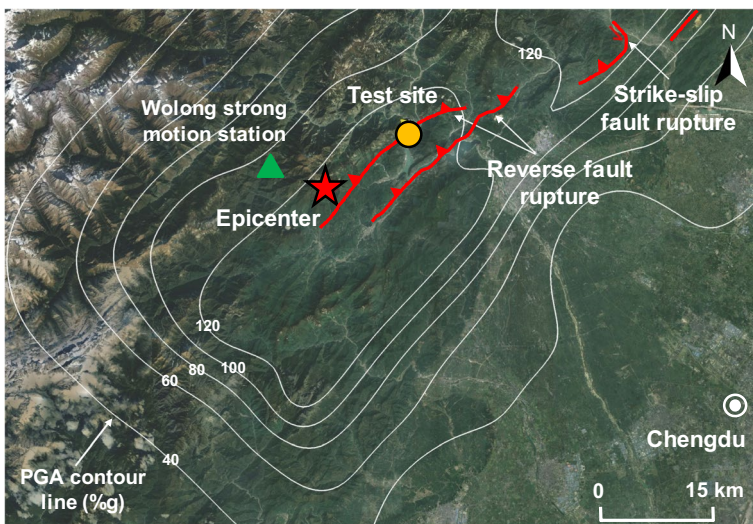 120
N
Test site
Wolong strong
motion station
Strike-slip
fault rupture
Reverse fault
rupture
Epicenter
120
100
80
60
40
PGA contour
line (%g)
Chengdu
0 15 km